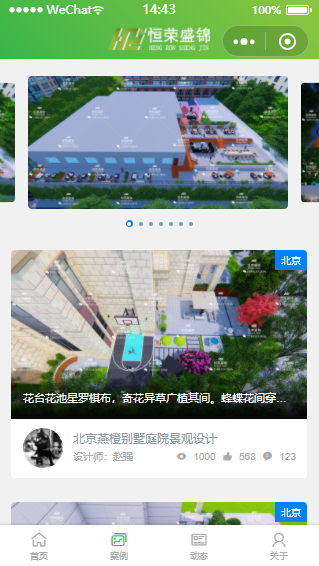 WeChat 14:43 100%
恒荣盛锦
HENG RON SHENG JIN
北京
花台花池星罗棋布，奇花异草广植其间。蜂蝶花间穿...
北京燕橙别墅庭院景观设计
设计师：赵强 1000 568 123
北京
首页 案例 动态 关于